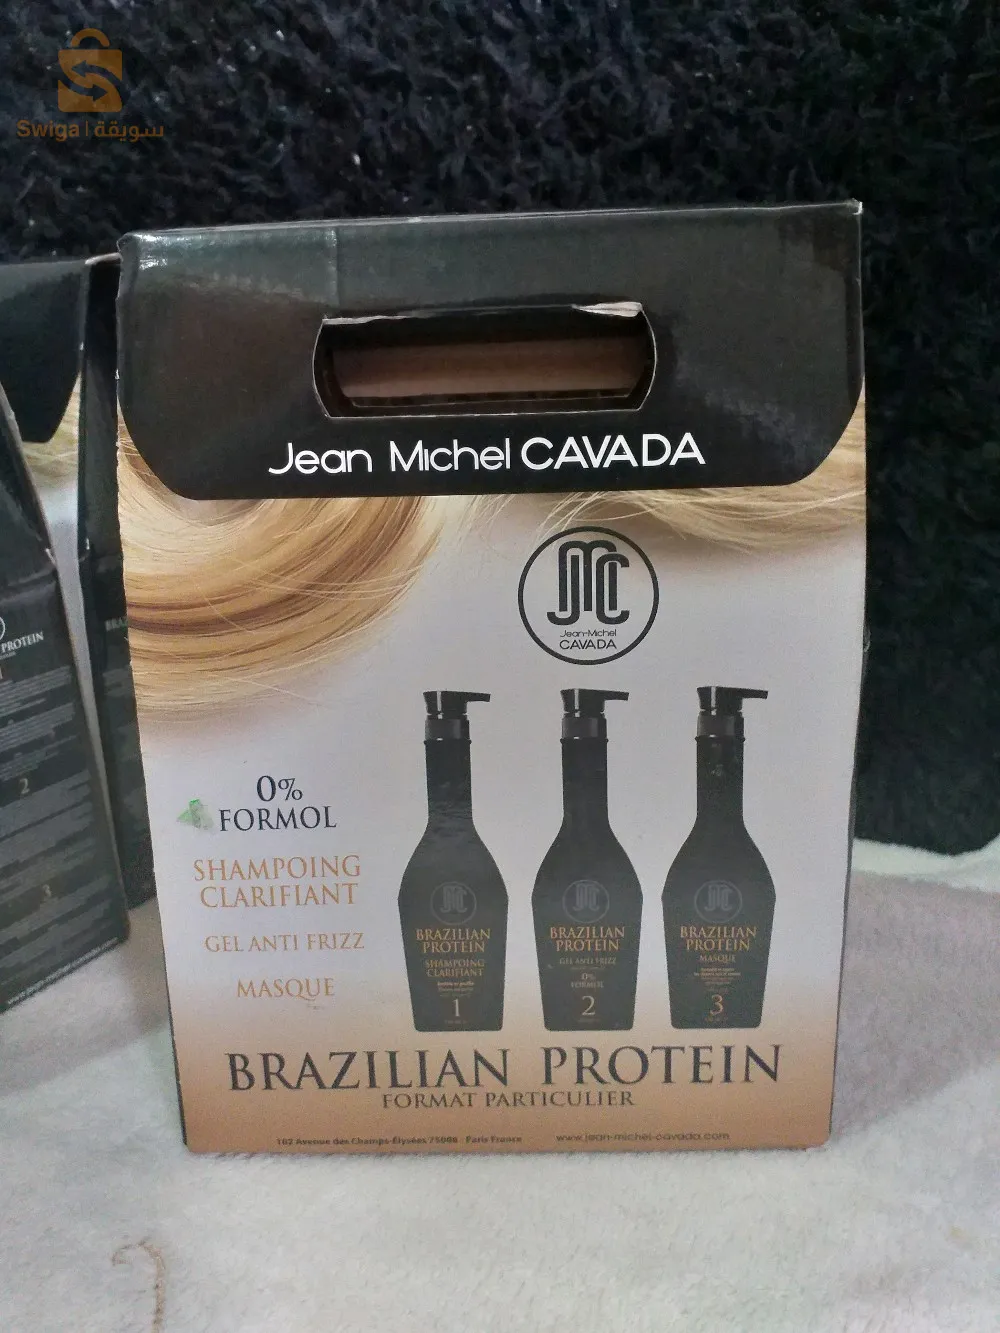 Swiga | سويقة
Jean Michel CAVADA
JMC
Jean-Michel
CAVADA
0%
FORMOL
SHAMPOING
CLARIFIANT
GEL ANTI FRIZZ
MASQUE
BRAZILIAN
PROTEIN
SHAMPOING
CLARIFIANT
1
BRAZILIAN
PROTEIN
GEL ANTI FRIZZ
0%
FORMOL
2
BRAZILIAN
PROTEIN
MASQUE
3
BRAZILIAN PROTEIN
FORMAT PARTICULIER
102 Avenue des Champs-Élysées 75008 - Paris France www.jean-michel-cavada.com
PROTEIN
2
3